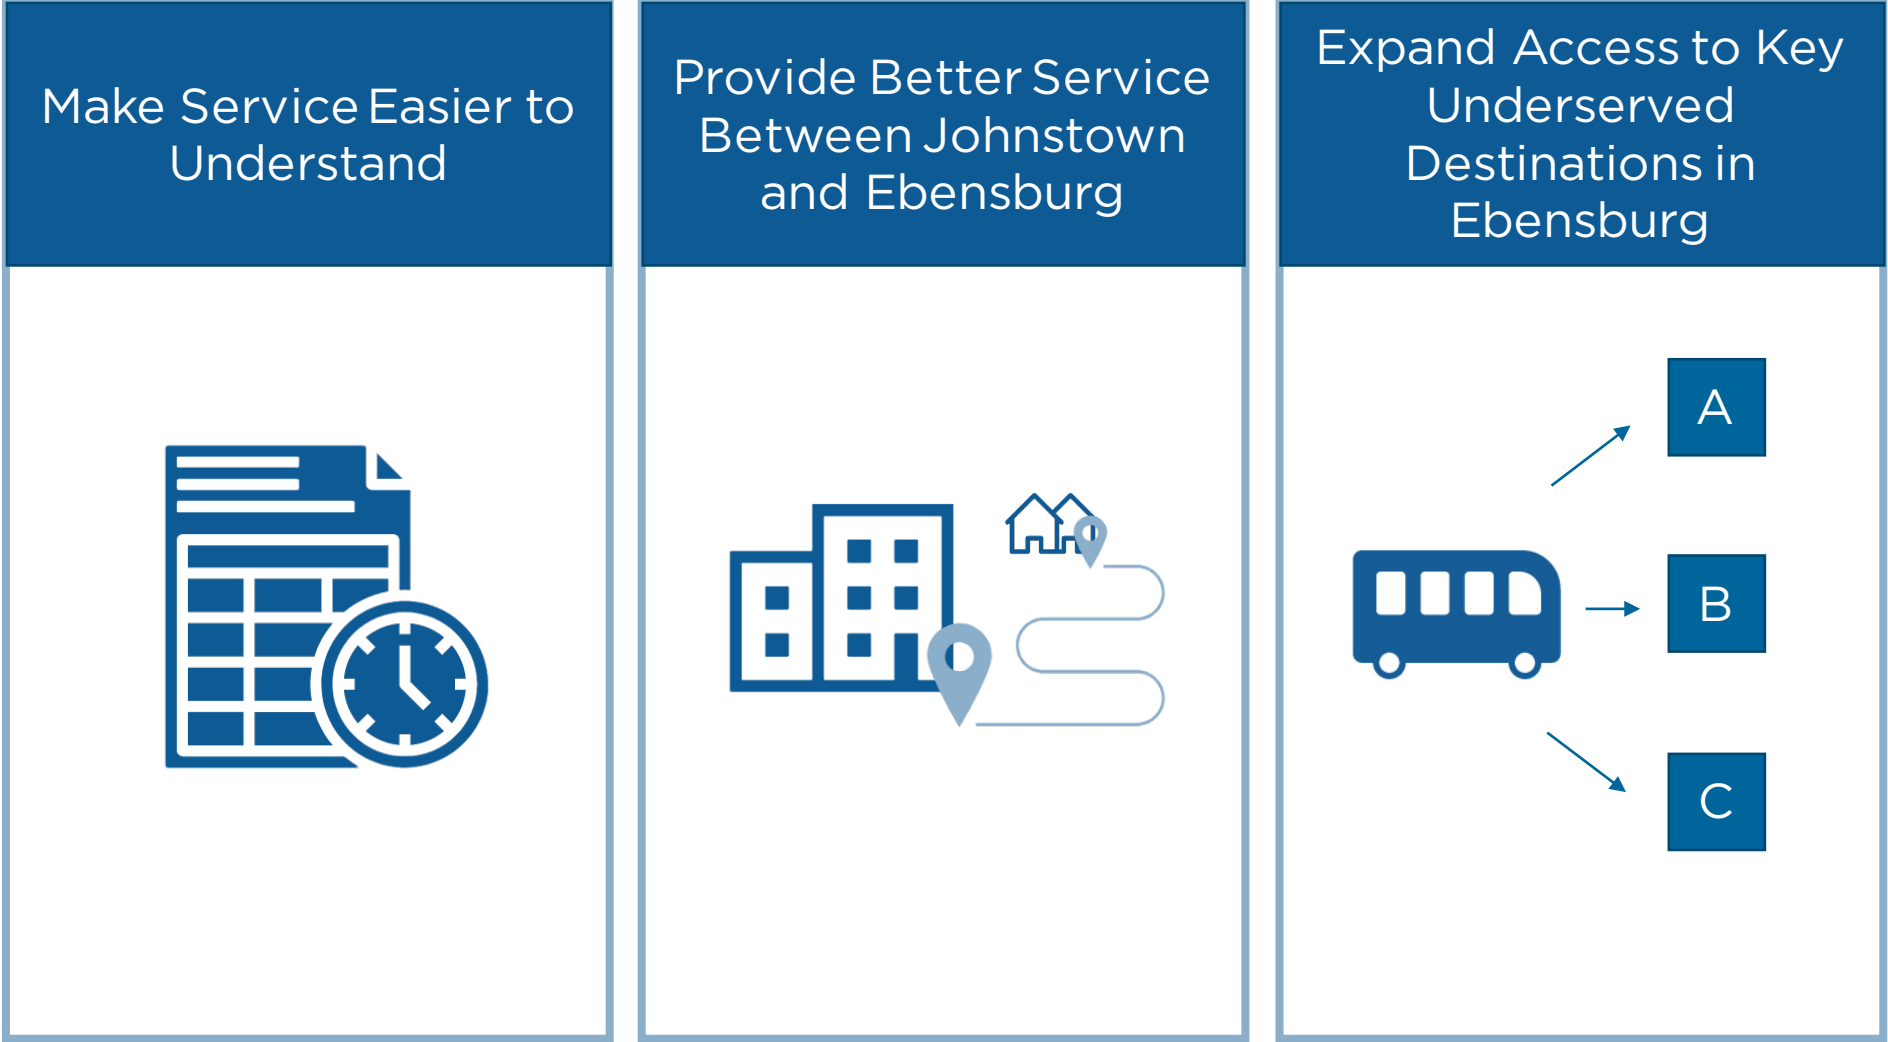 Make Service Easier to
Understand
Provide Better Service
Between Johnstown
and Ebensburg
Expand Access to Key
Underserved
Destinations in
Ebensburg
A
B
C